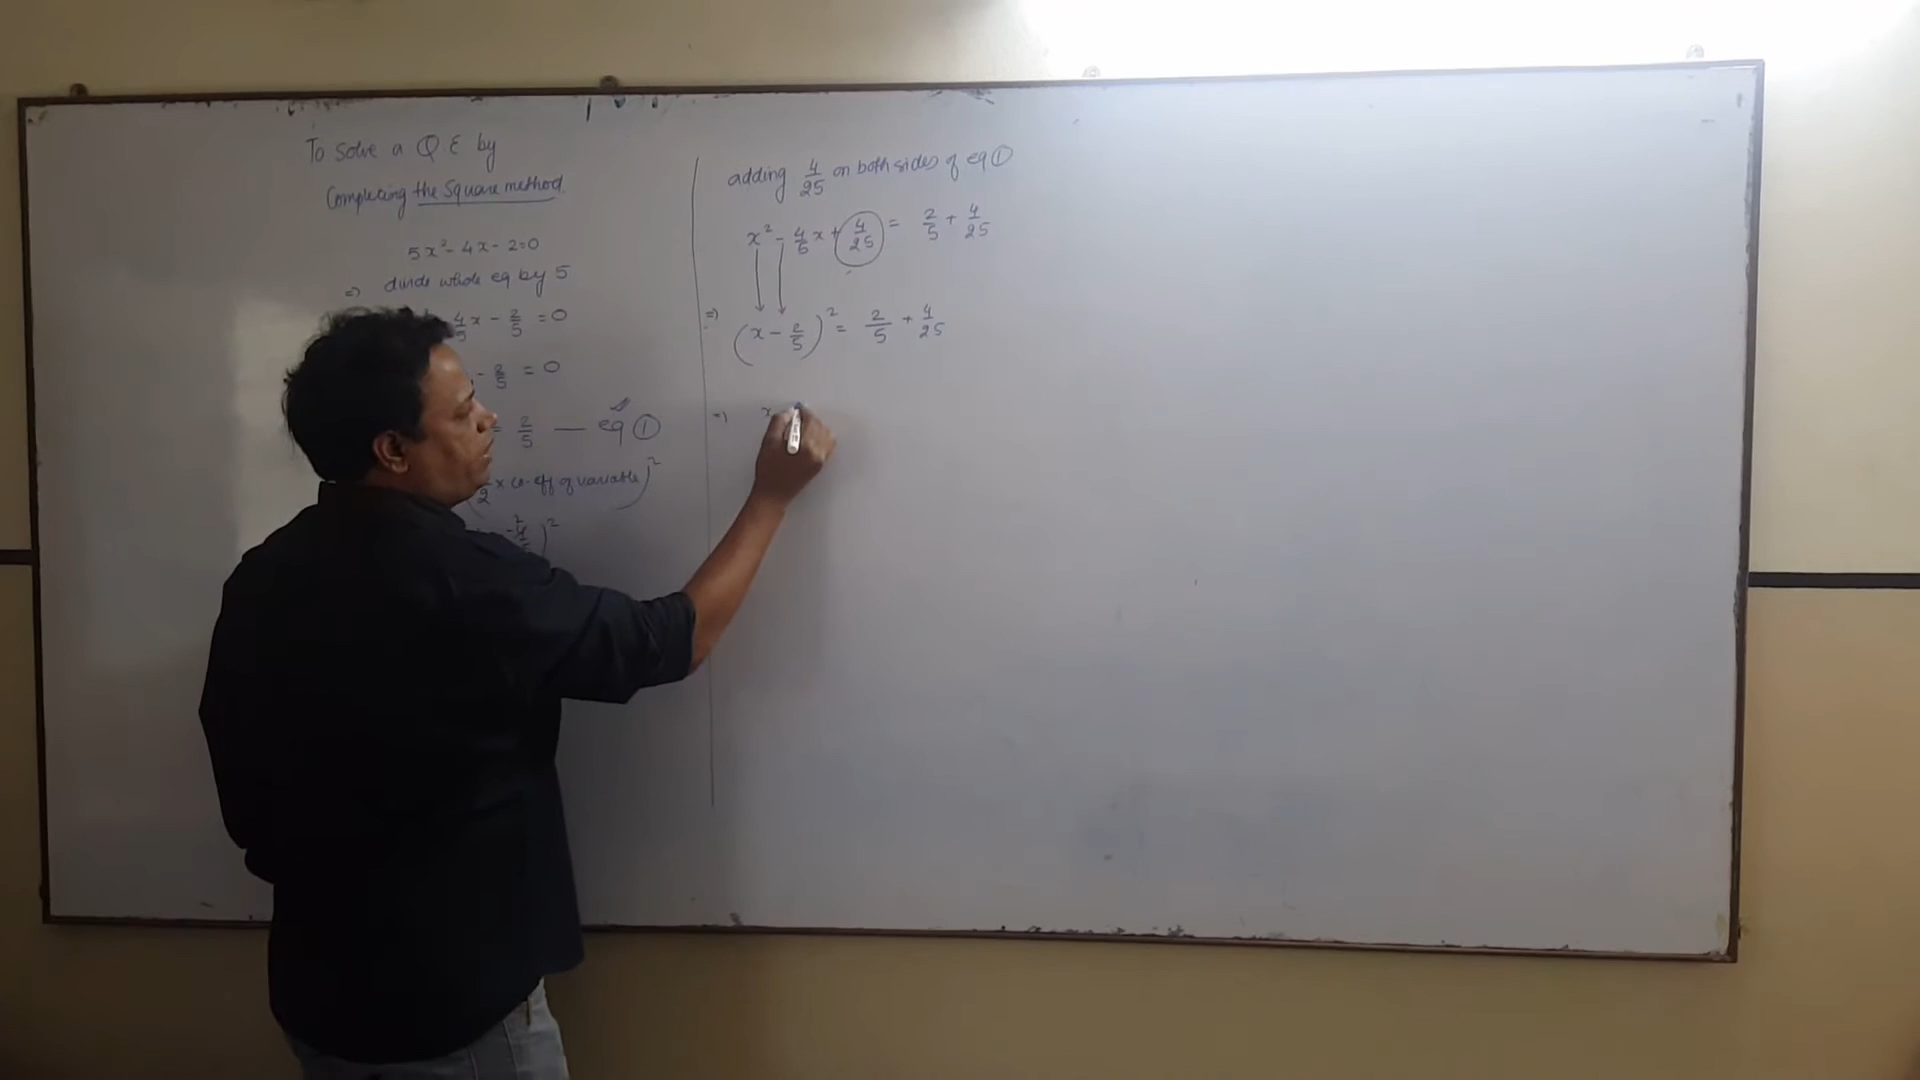 To Solve a Q.E by
Completing the Square method
5x² - 4x - 2 = 0
=> divide whole eq by 5
4/5 x - 2/5 = 0
- 2/5 = 0
= 2/5 — eq ①
2 × co-eff of variable)²
)²
adding 4/25 on both sides of eq ①
x² - 4/5 x + 4/25 = 2/5 + 4/25
=> (x - 2/5)² = 2/5 + 4/25
=> x